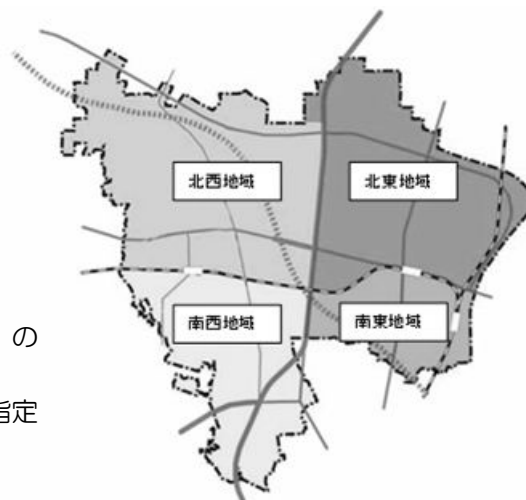 北西地域
北東地域
南西地域
南東地域
の
指定